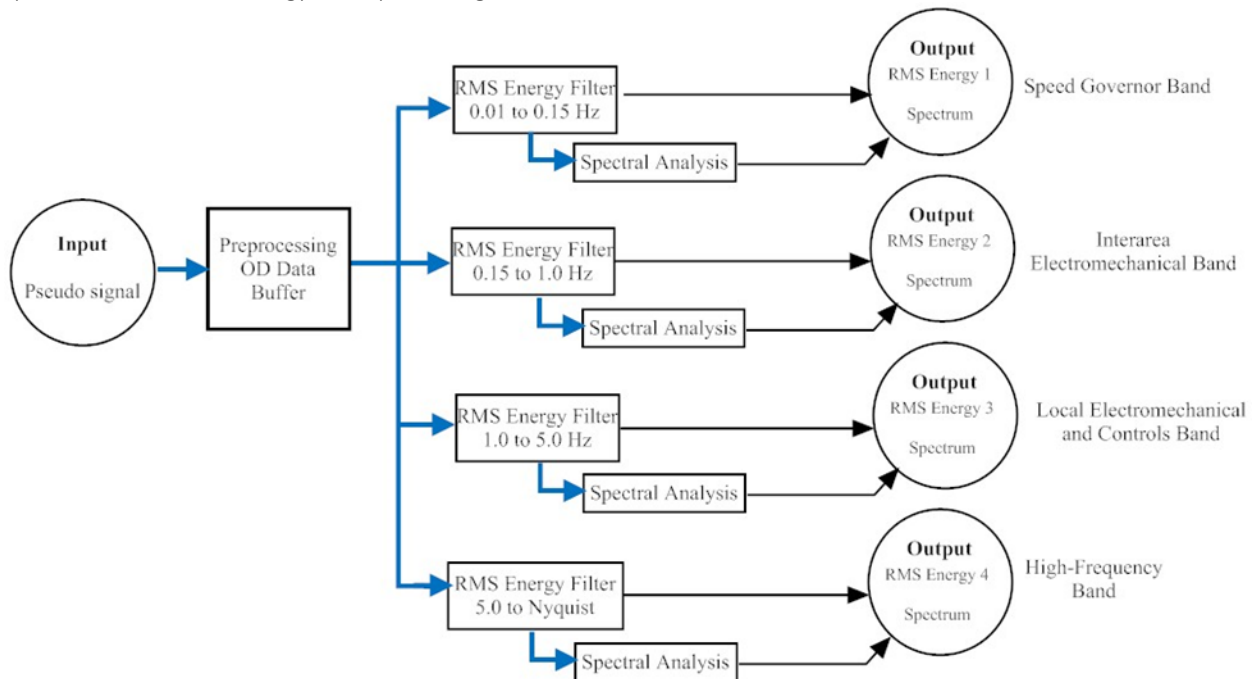 RMS Energy Filter
0.01 to 0.15 Hz
Spectral Analysis
Output
RMS Energy 1
Spectrum
Speed Governor Band
Input
Pseudo signal
Preprocessing
OD Data
Buffer
RMS Energy Filter
0.15 to 1.0 Hz
Spectral Analysis
Output
RMS Energy 2
Spectrum
Interarea
Electromechanical Band
RMS Energy Filter
1.0 to 5.0 Hz
Spectral Analysis
Output
RMS Energy 3
Spectrum
Local Electromechanical
and Controls Band
RMS Energy Filter
5.0 to Nyquist
Spectral Analysis
Output
RMS Energy 4
Spectrum
High-Frequency
Band